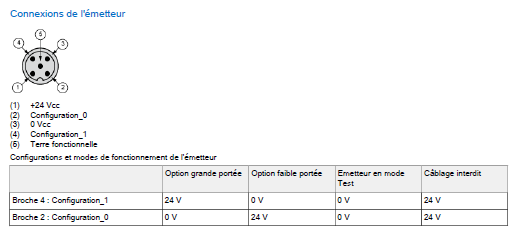 Connexions de l'émetteur
5
4
3
1
2
(1) +24 Vcc
(2) Configuration_0
(3) 0 Vcc
(4) Configuration_1
(5) Terre fonctionnelle
Configurations et modes de fonctionnement de l'émetteur
Option grande portée Option faible portée Emetteur en mode Test Câblage interdit
Broche 4 : Configuration_1 24 V 0 V 0 V 24 V
Broche 2 : Configuration_0 0 V 24 V 0 V 24 V